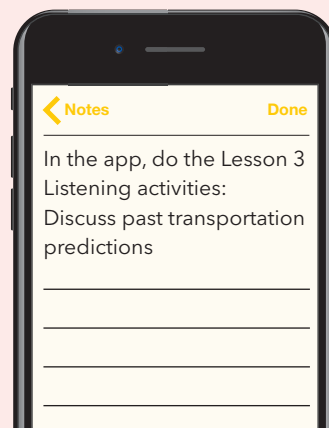 Notes
Done
In the app, do the Lesson 3
Listening activities:
Discuss past transportation
predictions